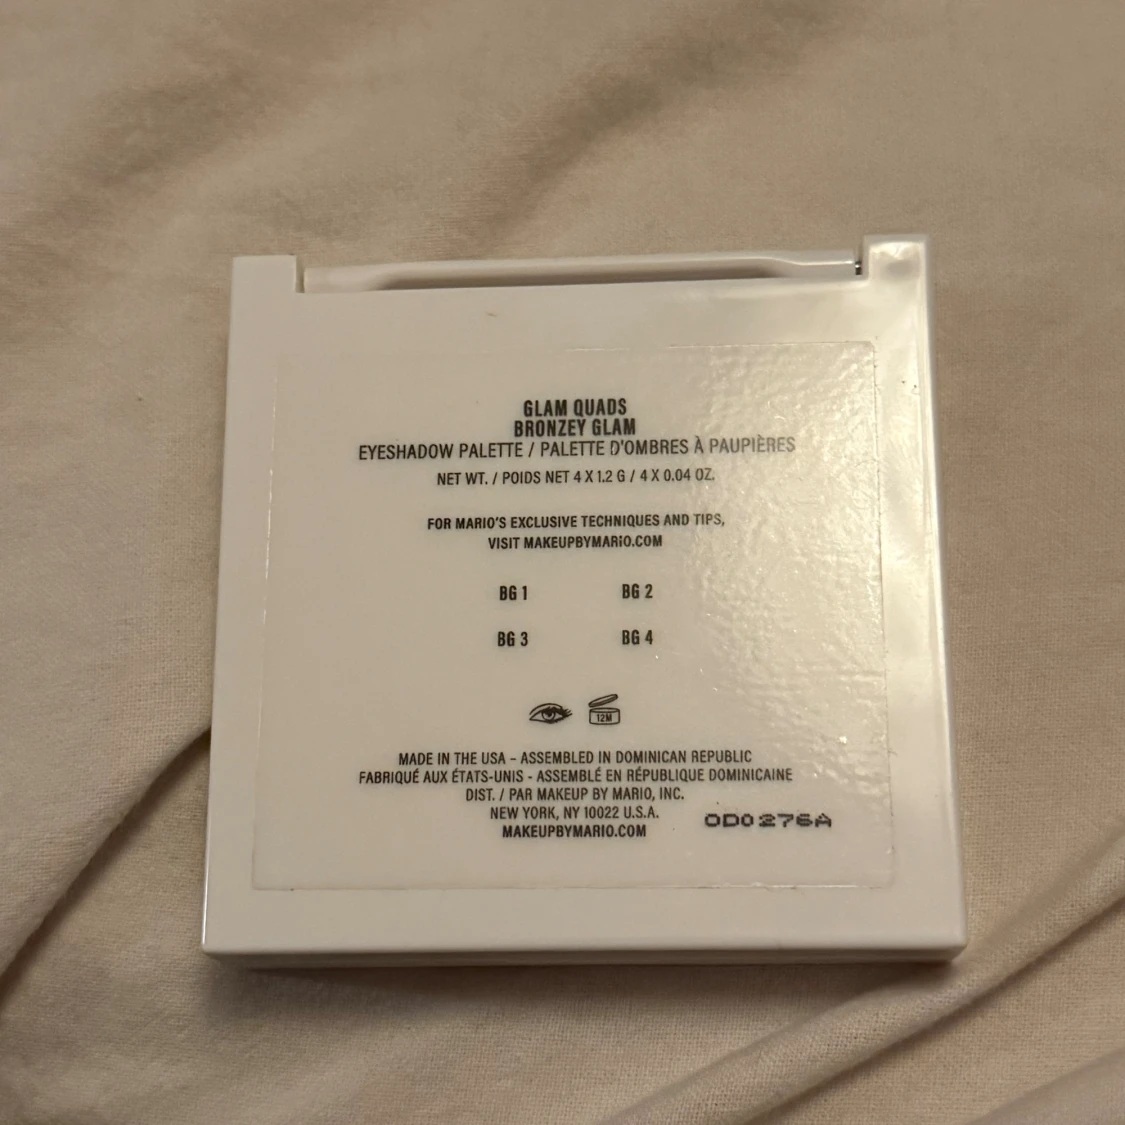 GLAM QUADS
BRONZEY GLAM
EYESHADOW PALETTE / PALETTE D'OMBRES À PAUPIÈRES
NET WT. / POIDS NET 4 X 1.2 G / 4 X 0.04 OZ.
FOR MARIO'S EXCLUSIVE TECHNIQUES AND TIPS,
VISIT MAKEUPBYMARIO.COM
BG 1 BG 2
BG 3 BG 4
12M
MADE IN THE USA - ASSEMBLED IN DOMINICAN REPUBLIC
FABRIQUÉ AUX ÉTATS-UNIS - ASSEMBLÉ EN RÉPUBLIQUE DOMINICAINE
DIST. / PAR MAKEUP BY MARIO, INC.
NEW YORK, NY 10022 U.S.A.
MAKEUPBYMARIO.COM
0D0276A